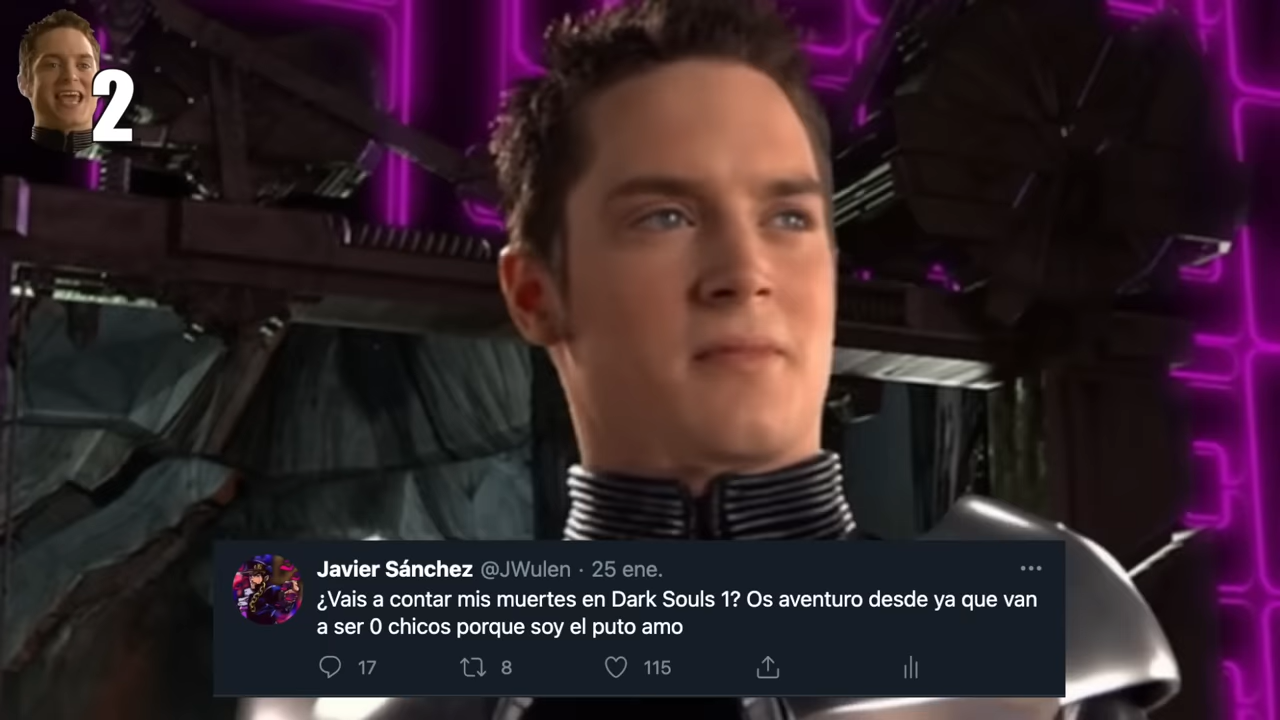 2
Javier Sánchez @JWulen · 25 ene.
¿Vais a contar mis muertes en Dark Souls 1? Os aventuro desde ya que van
a ser 0 chicos porque soy el puto amo
17 8 115